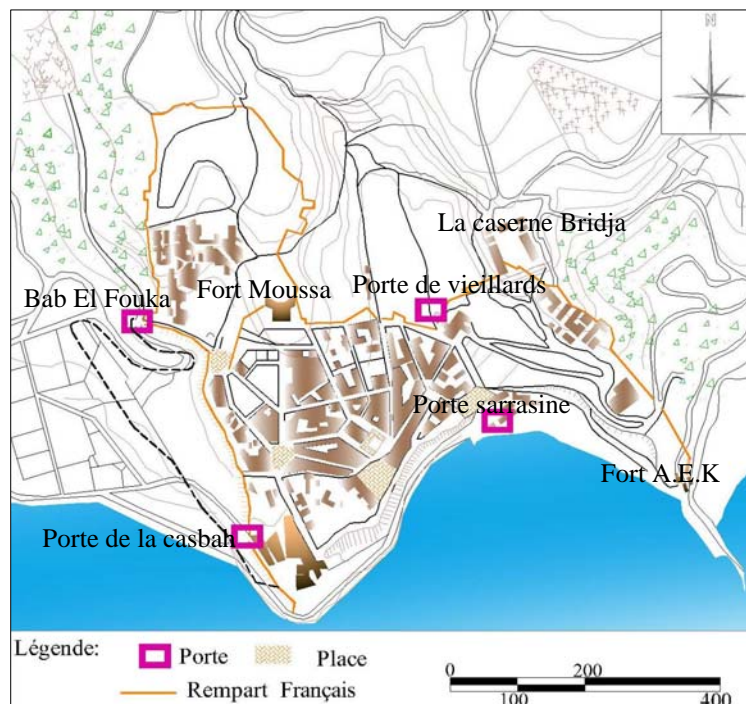 N
La caserne Bridja
Porte de vieillards
Bab El Fouka
Fort Moussa
Porte sarrasine
Fort A.E.K
Porte de la casbah
Légende:
Porte
Place
Rempart Français
0 200
100 400